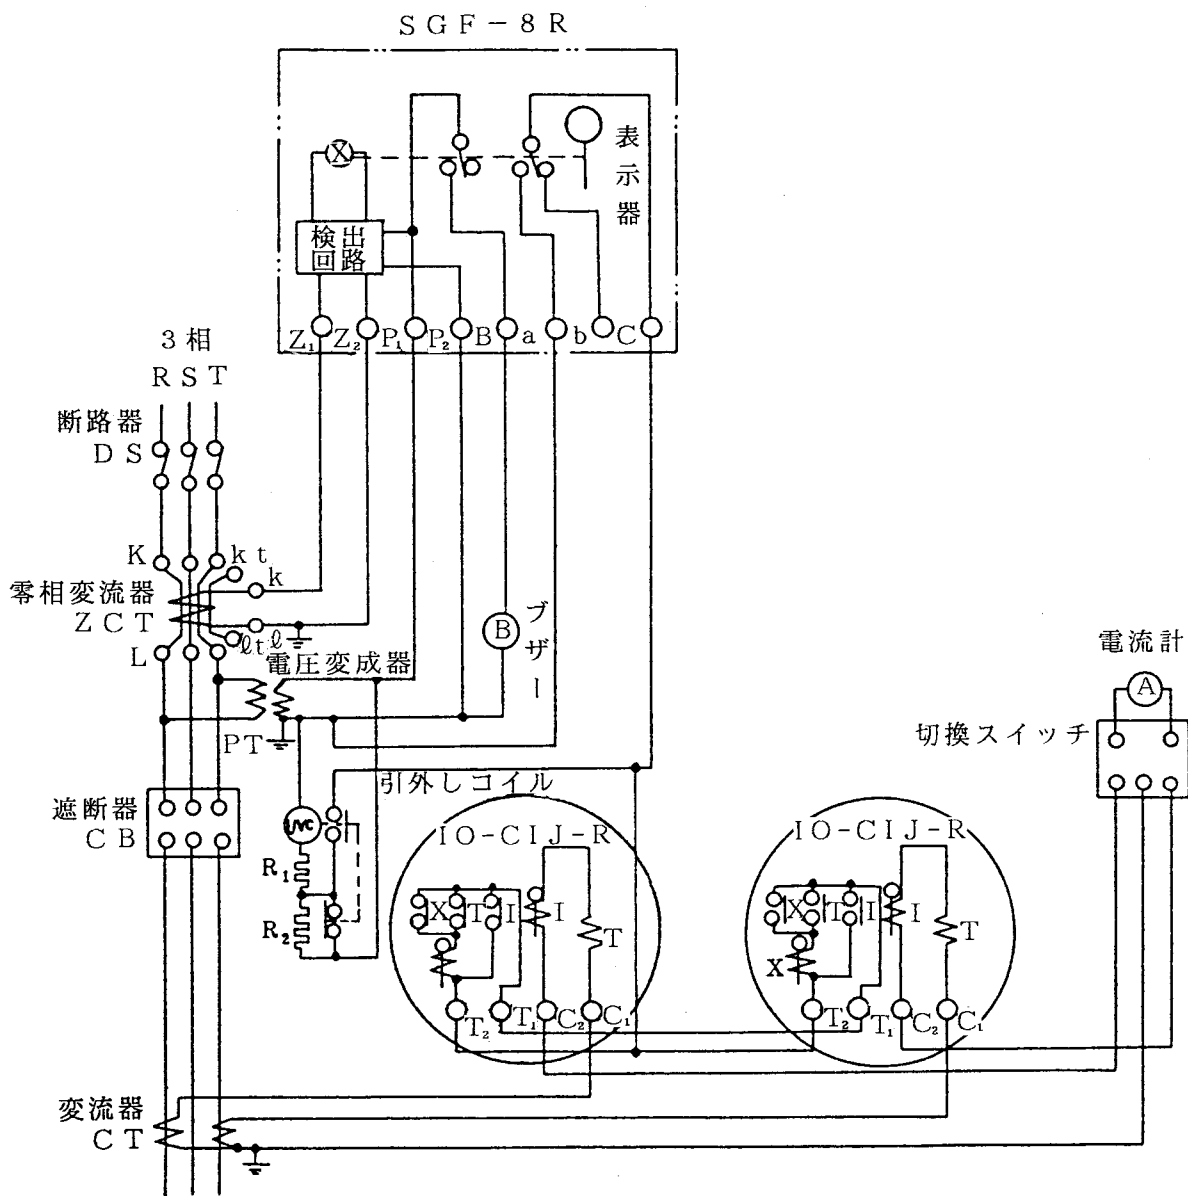 SGF-8R
表示器
X
検出
回路
Z₁ Z₂ P₁ P₂ B a b C
3相
R S T
断路器
DS
K
kt
k
零相変流器
ZCT
L
ℓt
ℓ
ブザー
B
電圧変成器
PT
電流計
A
切換スイッチ
引外しコイル
遮断器
CB
UVC
R₁
R₂
IO-CIJ-R
X T I I T
T₂ T₁ C₂ C₁
IO-CIJ-R
X T I I T
X
T₂ T₁ C₂ C₁
変流器
CT